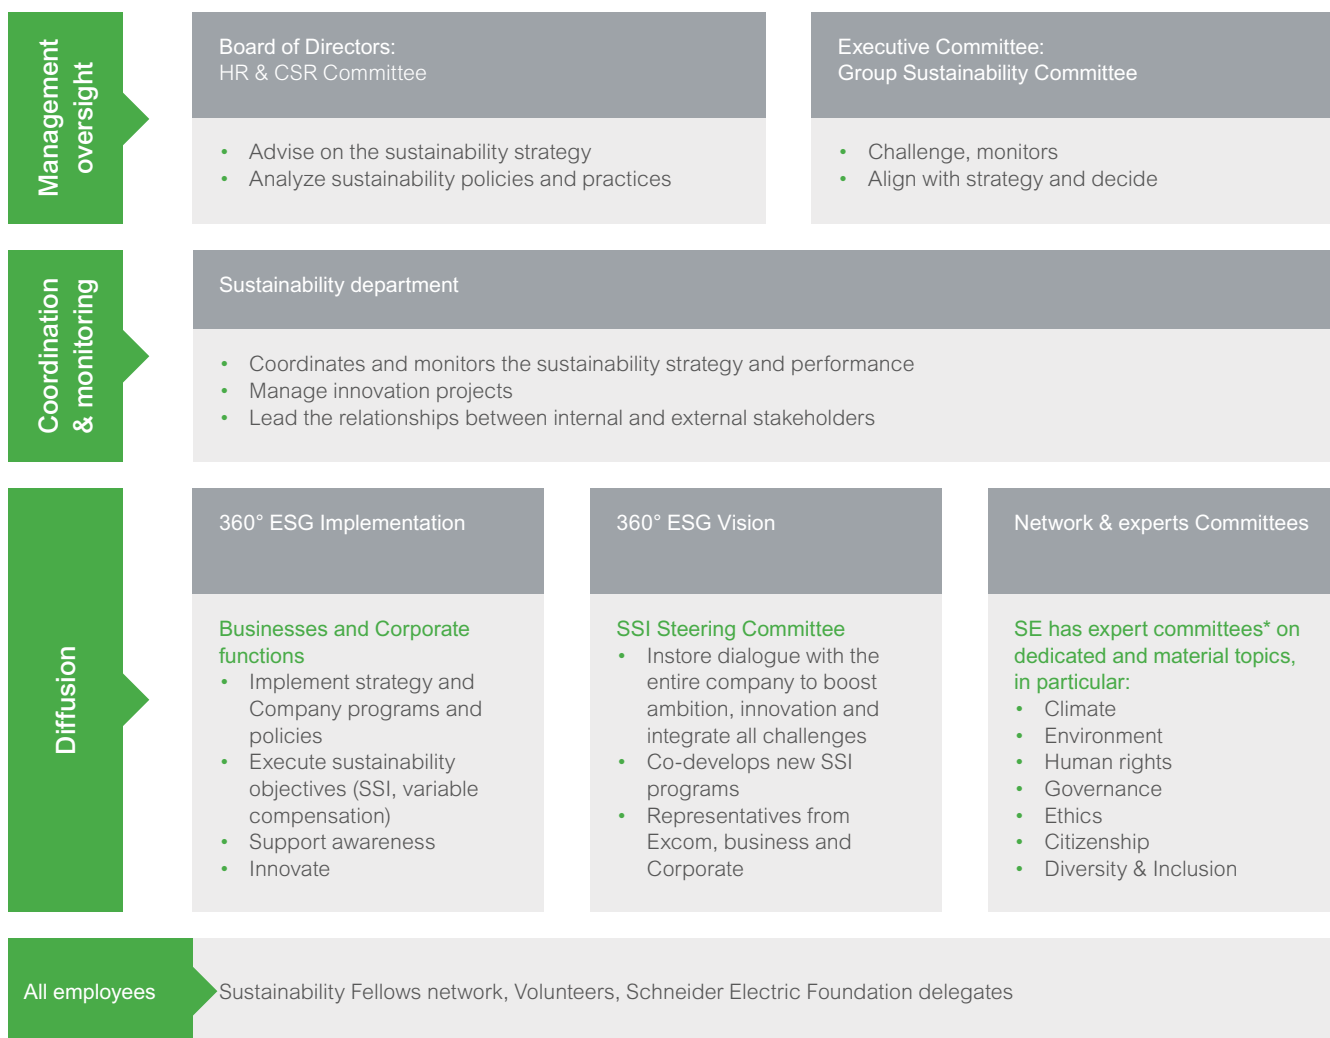 Management
oversight
Board of Directors:
HR & CSR Committee
• Advise on the sustainability strategy
• Analyze sustainability policies and practices
Executive Committee:
Group Sustainability Committee
• Challenge, monitors
• Align with strategy and decide
Coordination
& monitoring
Sustainability department
• Coordinates and monitors the sustainability strategy and performance
• Manage innovation projects
• Lead the relationships between internal and external stakeholders
Diffusion
360° ESG Implementation
Businesses and Corporate
functions
• Implement strategy and
Company programs and
policies
• Execute sustainability
objectives (SSI, variable
compensation)
• Support awareness
• Innovate
360° ESG Vision
SSI Steering Committee
• Instore dialogue with the
entire company to boost
ambition, innovation and
integrate all challenges
• Co-develops new SSI
programs
• Representatives from
Excom, business and
Corporate
Network & experts Committees
SE has expert committees* on
dedicated and material topics,
in particular:
• Climate
• Environment
• Human rights
• Governance
• Ethics
• Citizenship
• Diversity & Inclusion
All employees
Sustainability Fellows network, Volunteers, Schneider Electric Foundation delegates